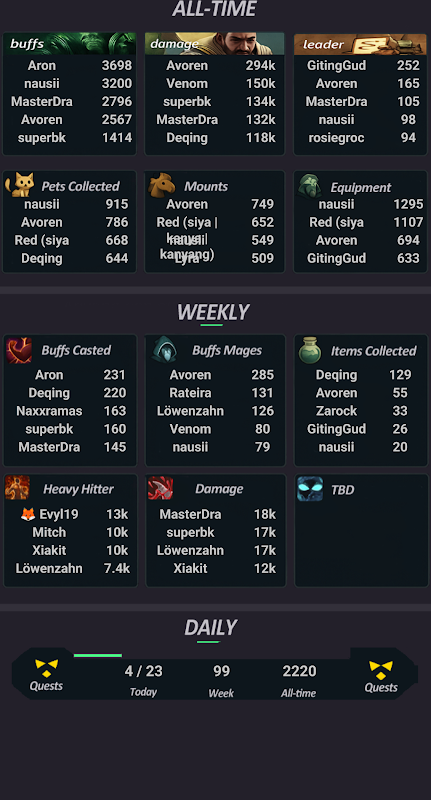 ALL-TIME
buffs
Aron 3698
nausii 3200
MasterDra 2796
Avoren 2567
superbk 1414
damage
Avoren 294k
Venom 150k
superbk 134k
MasterDra 132k
Deqing 118k
leader
GitingGud 252
Avoren 165
MasterDra 105
nausii 98
rosiegroc 94
Pets Collected
nausii 915
Avoren 786
Red (siya 668
Deqing 644
Mounts
Avoren 749
Red (siya | 652
kanyang)
nausii 549
Lyra 509
Equipment
nausii 1295
Red (siya 1107
Avoren 694
GitingGud 633
WEEKLY
Buffs Casted
Aron 231
Deqing 220
Naxxramas 163
superbk 160
MasterDra 145
Buffs Mages
Avoren 285
Rateira 131
Löwenzahn 126
Venom 80
nausii 79
Items Collected
Deqing 129
Avoren 55
Zarock 33
GitingGud 26
nausii 20
Heavy Hitter
🦊 Evyl19 13k
Mitch 10k
Xiakit 10k
Löwenzahn 7.4k
Damage
MasterDra 18k
superbk 17k
Löwenzahn 17k
Xiakit 12k
TBD
DAILY
Quests
4 / 23
Today
99
Week
2220
All-time
Quests